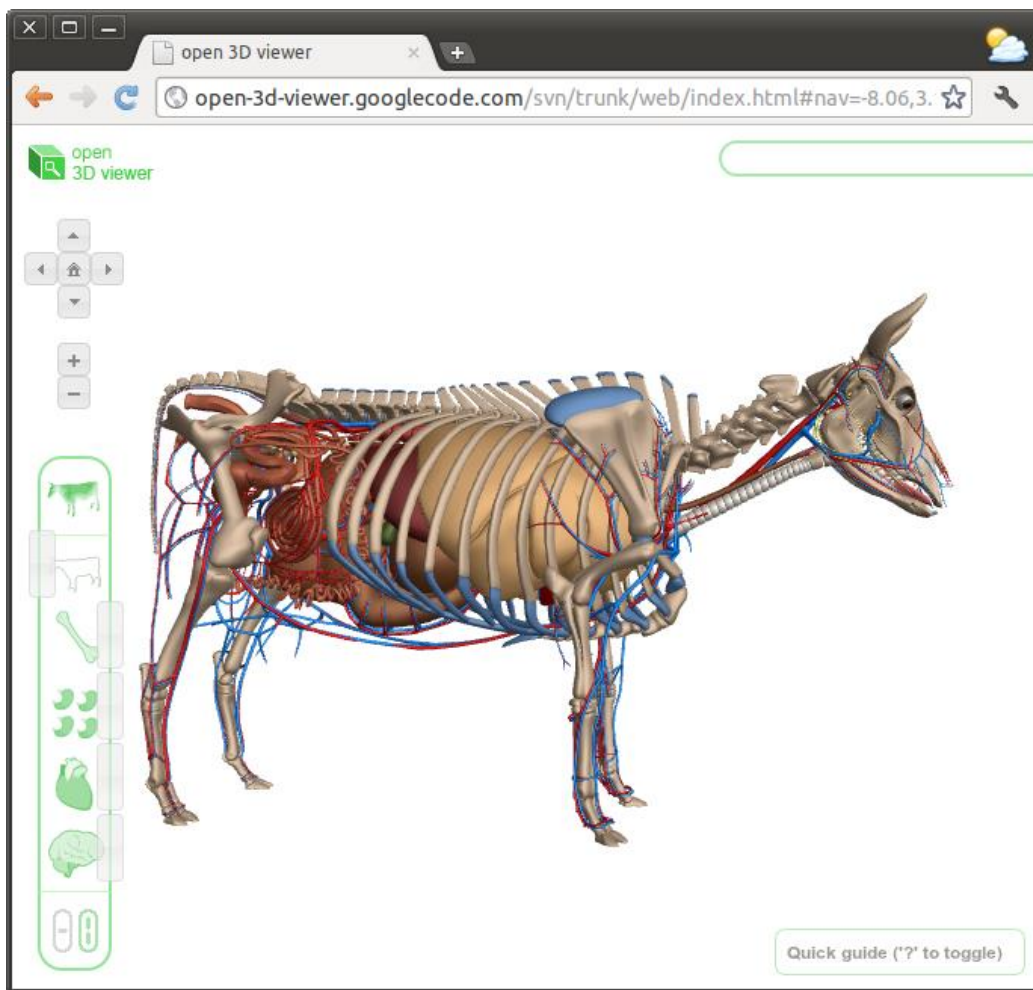 open 3D viewer
open-3d-viewer.googlecode.com/svn/trunk/web/index.html#nav=-8.06,3.
open
3D viewer
Quick guide ('?' to toggle)